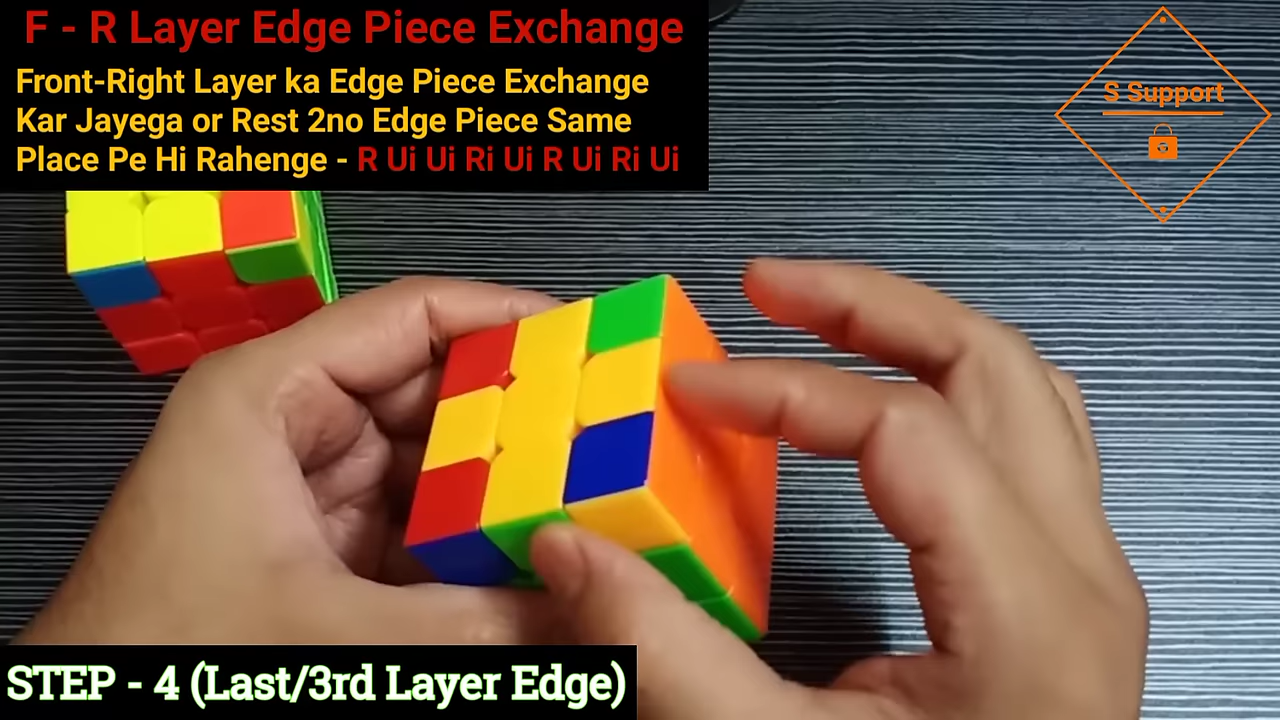 F - R Layer Edge Piece Exchange
Front-Right Layer ka Edge Piece Exchange
Kar Jayega or Rest 2no Edge Piece Same
Place Pe Hi Rahenge - R Ui Ui Ri Ui R Ui Ri Ui
S Support
STEP - 4 (Last/3rd Layer Edge)